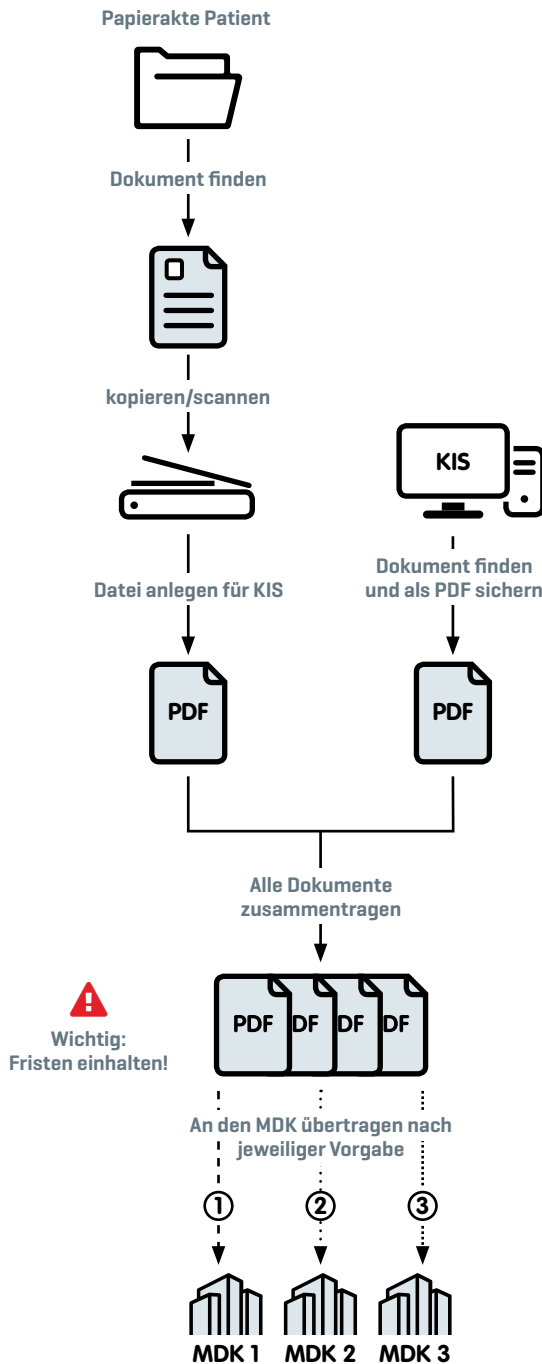 Papierakte Patient
Dokument finden
kopieren/scannen
KIS
Datei anlegen für KIS
Dokument finden
und als PDF sichern
PDF
PDF
Alle Dokumente
zusammentragen
Wichtig:
Fristen einhalten!
PDF DF DF DF
An den MDK übertragen nach
jeweiliger Vorgabe
1 2 3
MDK 1 MDK 2 MDK 3